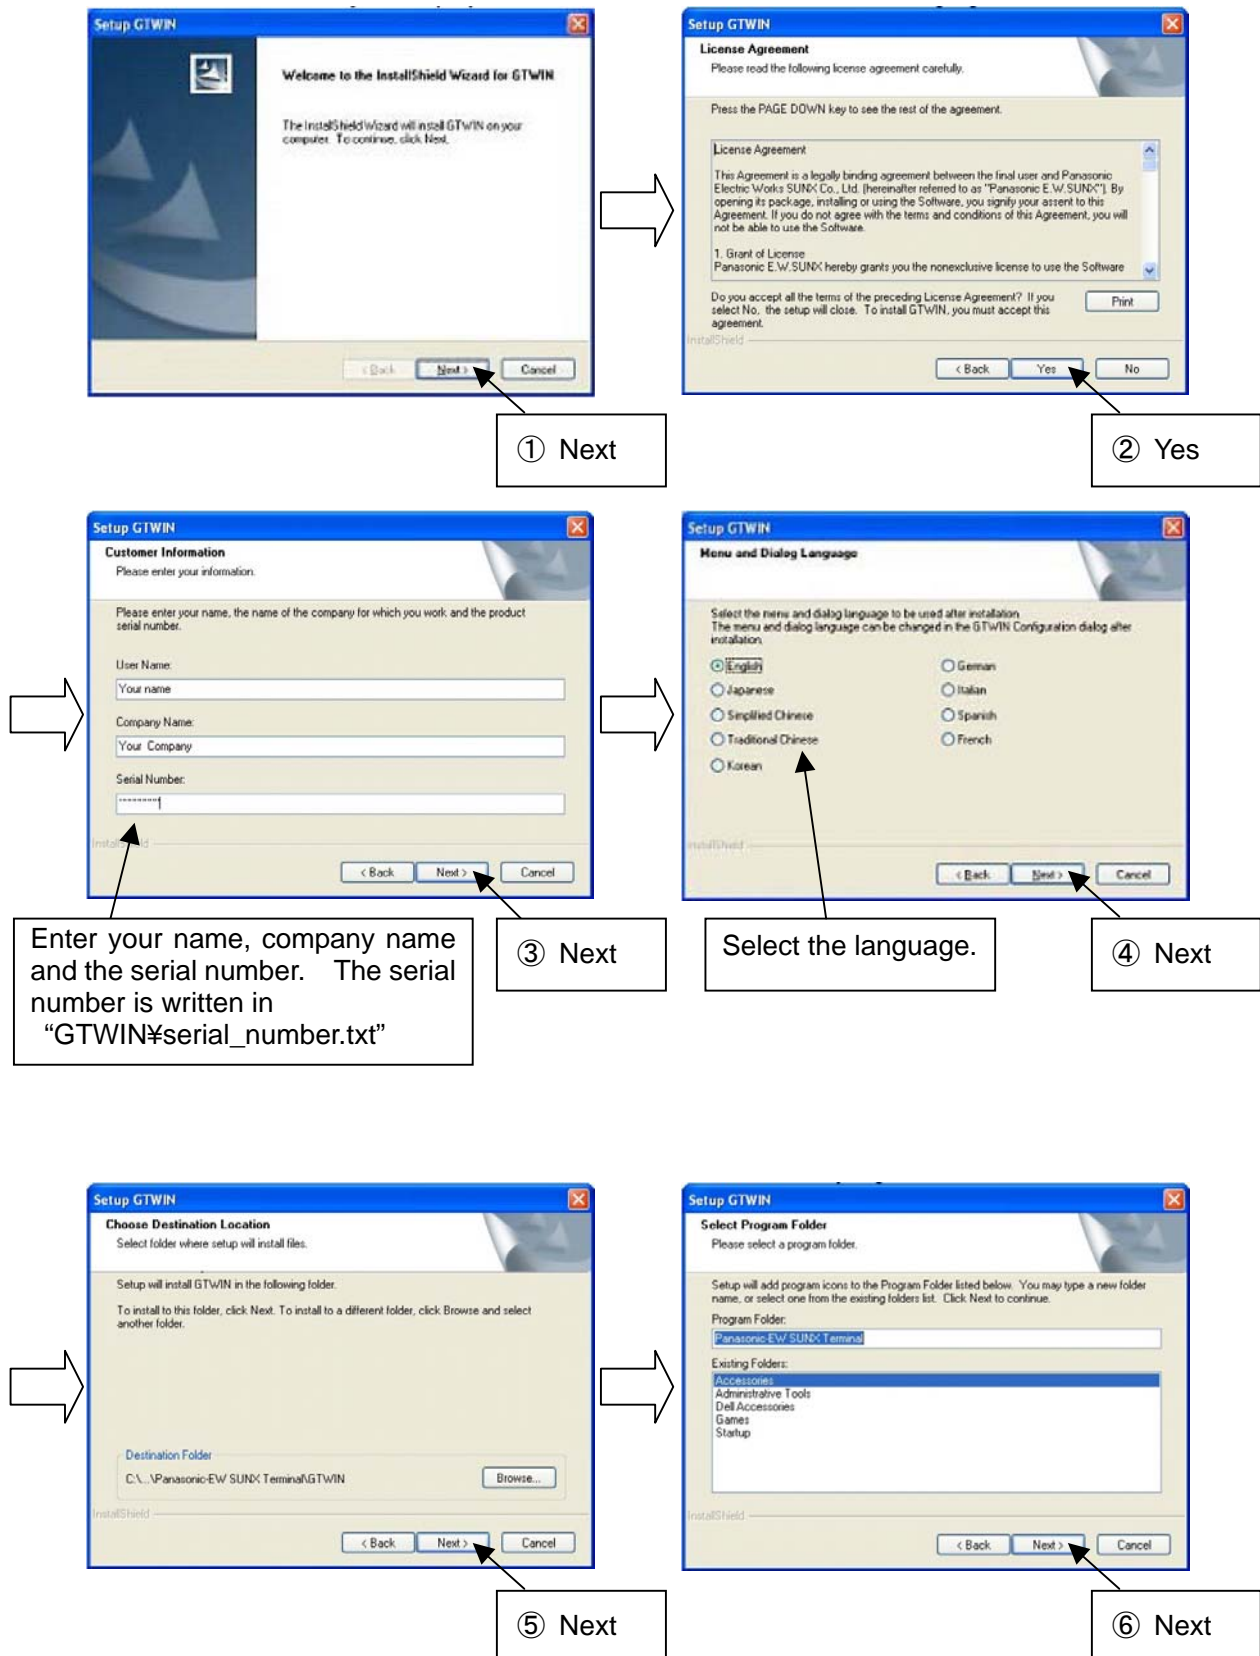 Setup GTWIN
Welcome to the InstallShield Wizard for GTWIN
The InstallShield Wizard will install GTWIN on your
computer. To continue, click Next.
< Back Next > Cancel
① Next
Setup GTWIN
License Agreement
Please read the following license agreement carefully.
Press the PAGE DOWN key to see the rest of the agreement.
License Agreement
This Agreement is a legally binding agreement between the final user and Panasonic
Electric Works SUNX Co., Ltd. (hereinafter referred to as "Panasonic E.W.SUNX"). By
opening its package, installing or using the Software, you signify your assent to this
Agreement. If you do not agree with the terms and conditions of this Agreement, you will
not be able to use the Software.
1. Grant of License
Panasonic E.W.SUNX hereby grants you the nonexclusive license to use the Software
Do you accept all the terms of the preceding License Agreement? If you
select No, the setup will close. To install GTWIN, you must accept this
agreement.
Print
InstallShield
< Back Yes No
② Yes
Setup GTWIN
Customer Information
Please enter your information.
Please enter your name, the name of the company for which you work and the product
serial number.
User Name:
Your name
Company Name:
Your Company
Serial Number:
InstallShield
< Back Next > Cancel
Enter your name, company name
and the serial number. The serial
number is written in
“GTWIN¥serial_number.txt”
③ Next
Setup GTWIN
Menu and Dialog Language
Select the menu and dialog language to be used after installation.
The menu and dialog language can be changed in the GTWIN Configuration dialog after
installation.
English German
Japanese Italian
Simplified Chinese Spanish
Traditional Chinese French
Korean
InstallShield
< Back Next > Cancel
Select the language.
④ Next
Setup GTWIN
Choose Destination Location
Select folder where setup will install files.
Setup will install GTWIN in the following folder.
To install to this folder, click Next. To install to a different folder, click Browse and select
another folder.
Destination Folder
C:\...\Panasonic-EW SUNX Terminal\GTWIN Browse...
InstallShield
< Back Next > Cancel
⑤ Next
Setup GTWIN
Select Program Folder
Please select a program folder.
Setup will add program icons to the Program Folder listed below. You may type a new folder
name, or select one from the existing folders list. Click Next to continue.
Program Folder:
Panasonic-EW SUNX Terminal
Existing Folders:
Accessories
Administrative Tools
Dell Accessories
Games
Startup
InstallShield
< Back Next > Cancel
⑥ Next